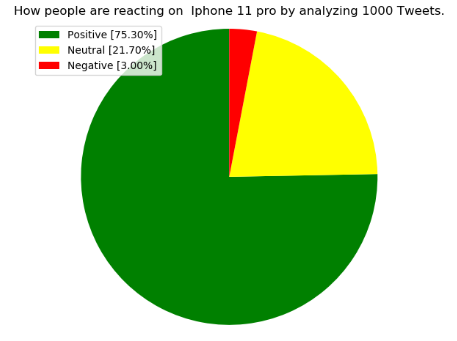 How people are reacting on  Iphone 11 pro by analyzing 1000 Tweets.
Positive [75.30%]
Neutral [21.70%]
Negative [3.00%]